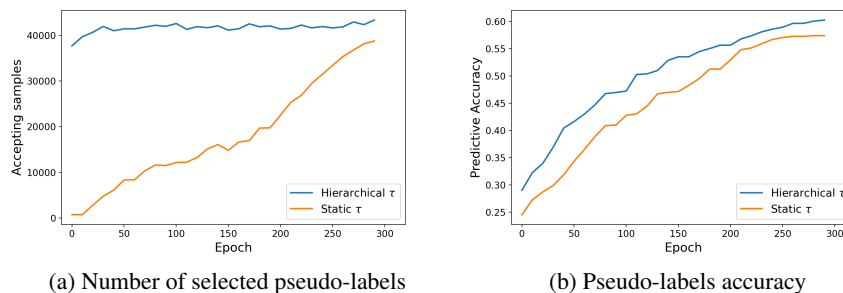 40000
30000
20000
10000
0
Accepting samples
0 50 100 150 200 250 300
Epoch
Hierarchical τ
Static τ
(a) Number of selected pseudo-labels
0.60
0.55
0.50
0.45
0.40
0.35
0.30
0.25
Predictive Accuracy
0 50 100 150 200 250 300
Epoch
Hierarchical τ
Static τ
(b) Pseudo-labels accuracy